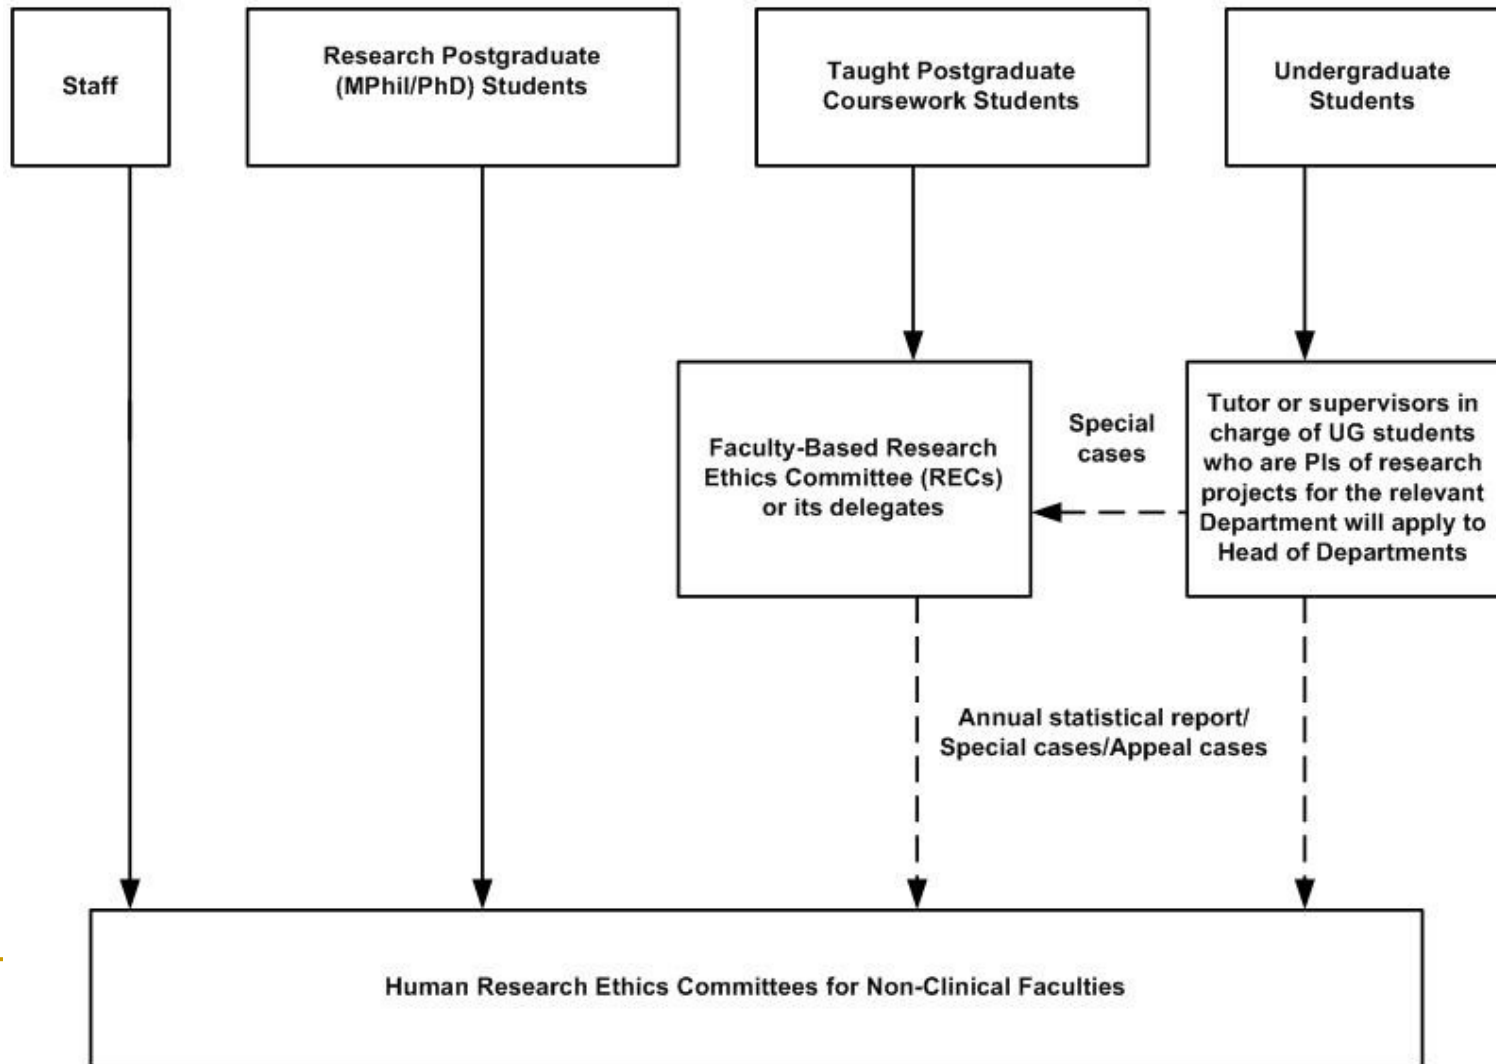 Staff
Research Postgraduate
(MPhil/PhD) Students
Taught Postgraduate
Coursework Students
Undergraduate
Students
Faculty-Based Research
Ethics Committee (RECs)
or its delegates
Special
cases
Tutor or supervisors in
charge of UG students
who are PIs of research
projects for the relevant
Department will apply to
Head of Departments
Annual statistical report/
Special cases/Appeal cases
Human Research Ethics Committees for Non-Clinical Faculties